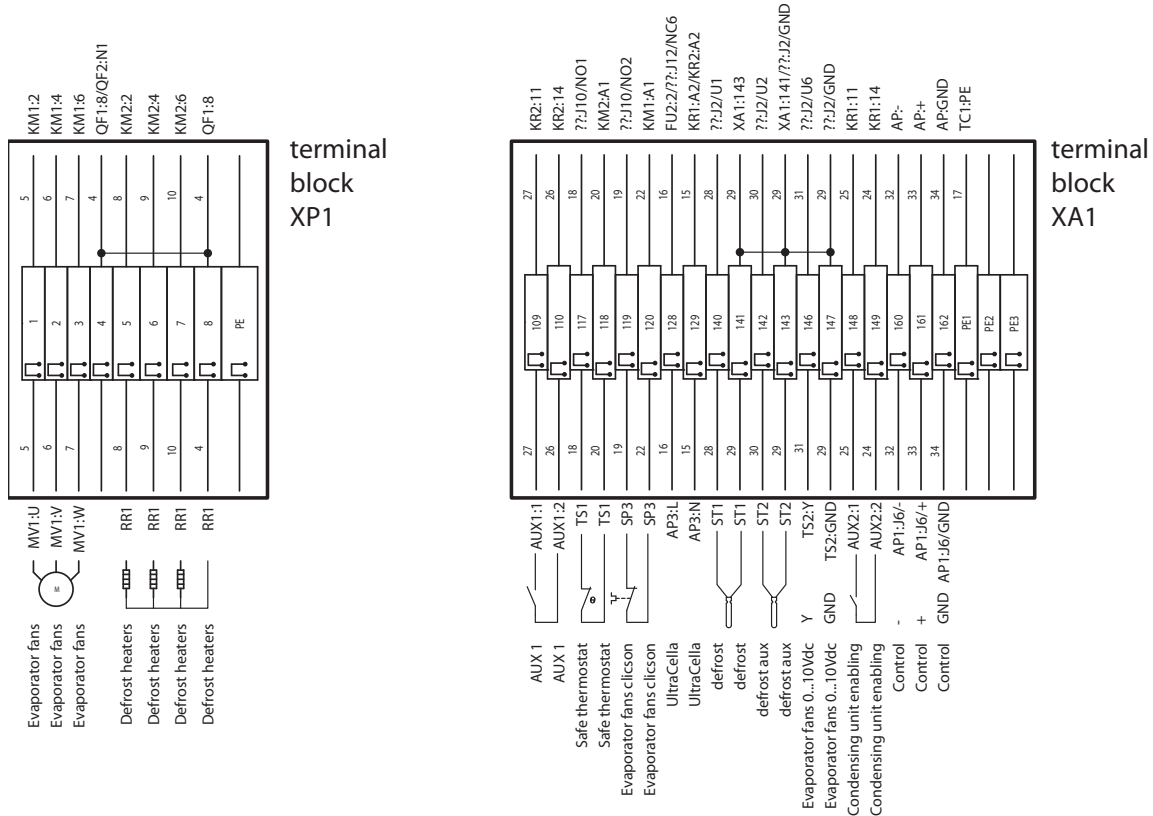 KM1:2
KM1:4
KM1:6
QF1:8/QF2:N1
KM2:2
KM2:4
KM2:6
QF1:8
5
6
7
4
8
9
10
4
1
2
3
4
5
6
7
8
PE
5
6
7
8
9
10
4
MV1:U
MV1:V
MV1:W
RR1
RR1
RR1
RR1
M
Evaporator fans
Evaporator fans
Evaporator fans
Defrost heaters
Defrost heaters
Defrost heaters
Defrost heaters
terminal
block
XP1
KR2:11
KR2:14
??:J10/NO1
KM2:A1
??:J10/NO2
KM1:A1
FU2:2/??:J12/NC6
KR1:A2/KR2:A2
??:J2/U1
XA1:143
??:J2/U2
XA1:141/??:J2/GND
??:J2/U6
??:J2/GND
KR1:11
KR1:14
AP:-
AP:+
AP:GND
TC1:PE
27
26
18
20
19
22
16
15
28
29
30
29
31
29
25
24
32
33
34
17
109
110
117
118
119
120
128
129
140
141
142
143
146
147
148
149
160
161
162
PE1
PE2
PE3
27
26
18
20
19
22
16
15
28
29
30
29
31
29
25
24
32
33
34
AUX1:1
AUX1:2
TS1
TS1
SP3
SP3
AP3:L
AP3:N
ST1
ST1
ST2
ST2
TS2:Y
TS2:GND
AUX2:1
AUX2:2
AP1:J6/-
AP1:J6/+
AP1:J6/GND
θ
Y
GND
-
+
GND
AUX 1
AUX 1
Safe thermostat
Safe thermostat
Evaporator fans clicson
Evaporator fans clicson
UltraCella
UltraCella
defrost
defrost
defrost aux
defrost aux
Evaporator fans 0...10Vdc
Evaporator fans 0...10Vdc
Condensing unit enabling
Condensing unit enabling
Control
Control
Control
terminal
block
XA1